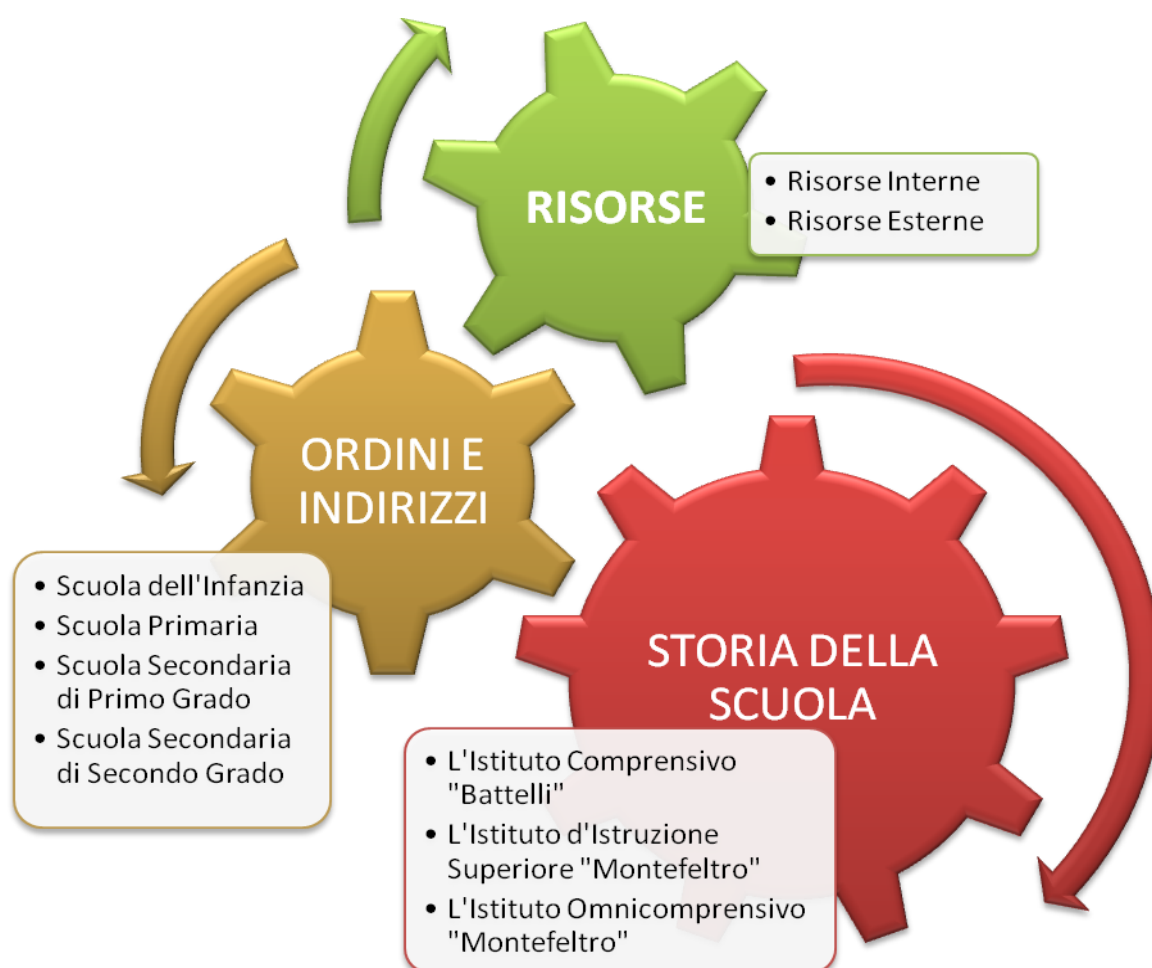 RISORSE
• Risorse Interne
• Risorse Esterne
ORDINI E
INDIRIZZI
• Scuola dell'Infanzia
• Scuola Primaria
• Scuola Secondaria
di Primo Grado
• Scuola Secondaria
di Secondo Grado
STORIA DELLA
SCUOLA
• L'Istituto Comprensivo
"Battelli"
• L'Istituto d'Istruzione
Superiore "Montefeltro"
• L'Istituto Omnicomprensivo
"Montefeltro"